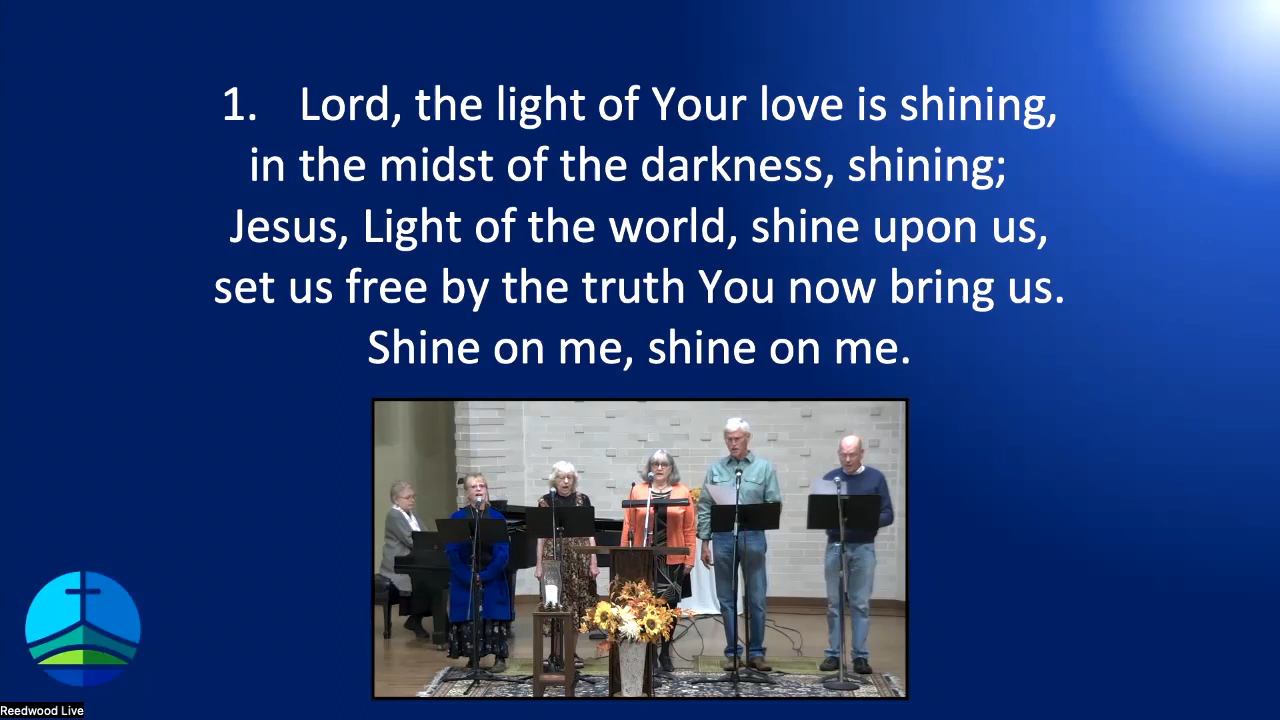 1. Lord, the light of Your love is shining,
in the midst of the darkness, shining;
Jesus, Light of the world, shine upon us,
set us free by the truth You now bring us.
Shine on me, shine on me.
Reedwood Live